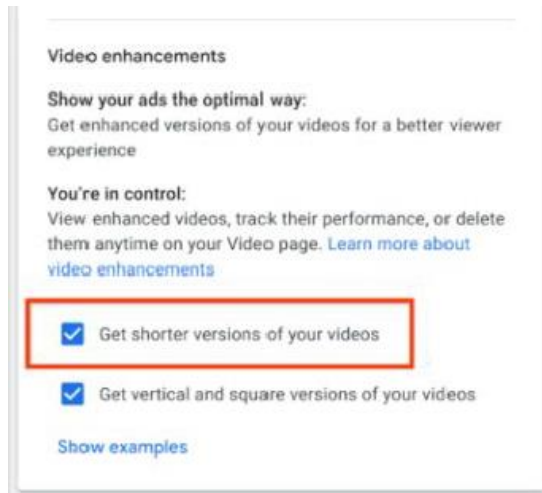 Video enhancements
Show your ads the optimal way:
Get enhanced versions of your videos for a better viewer
experience
You're in control:
View enhanced videos, track their performance, or delete
them anytime on your Video page. Learn more about
video enhancements
Get shorter versions of your videos
Get vertical and square versions of your videos
Show examples